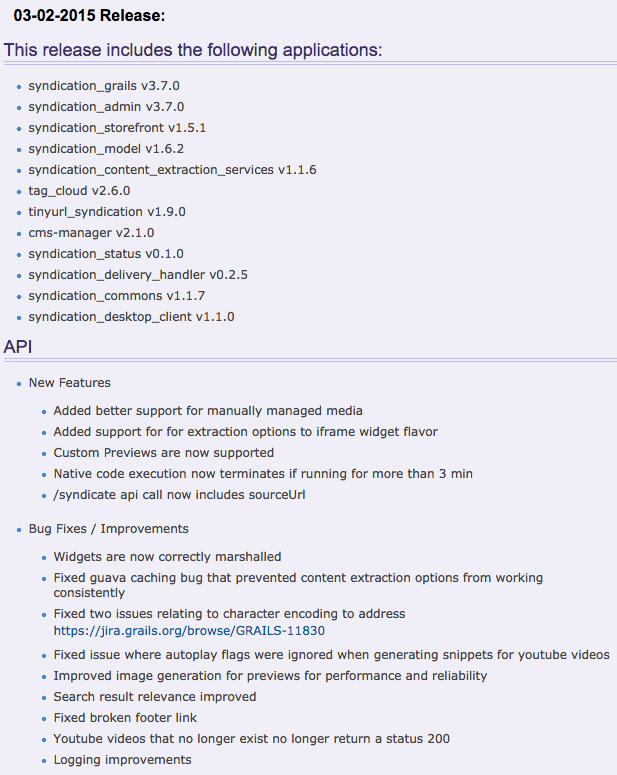 03-02-2015 Release:
This release includes the following applications:
syndication_grails v3.7.0
syndication_admin v3.7.0
syndication_storefront v1.5.1
syndication_model v1.6.2
syndication_content_extraction_services v1.1.6
tag_cloud v2.6.0
tinyurl_syndication v1.9.0
cms-manager v2.1.0
syndication_status v0.1.0
syndication_delivery_handler v0.2.5
syndication_commons v1.1.7
syndication_desktop_client v1.1.0
API
New Features
Added better support for manually managed media
Added support for for extraction options to iframe widget flavor
Custom Previews are now supported
Native code execution now terminates if running for more than 3 min
/syndicate api call now includes sourceUrl
Bug Fixes / Improvements
Widgets are now correctly marshalled
Fixed guava caching bug that prevented content extraction options from working
consistently
Fixed two issues relating to character encoding to address
https://jira.grails.org/browse/GRAILS-11830
Fixed issue where autoplay flags were ignored when generating snippets for youtube videos
Improved image generation for previews for performance and reliability
Search result relevance improved
Fixed broken footer link
Youtube videos that no longer exist no longer return a status 200
Logging improvements